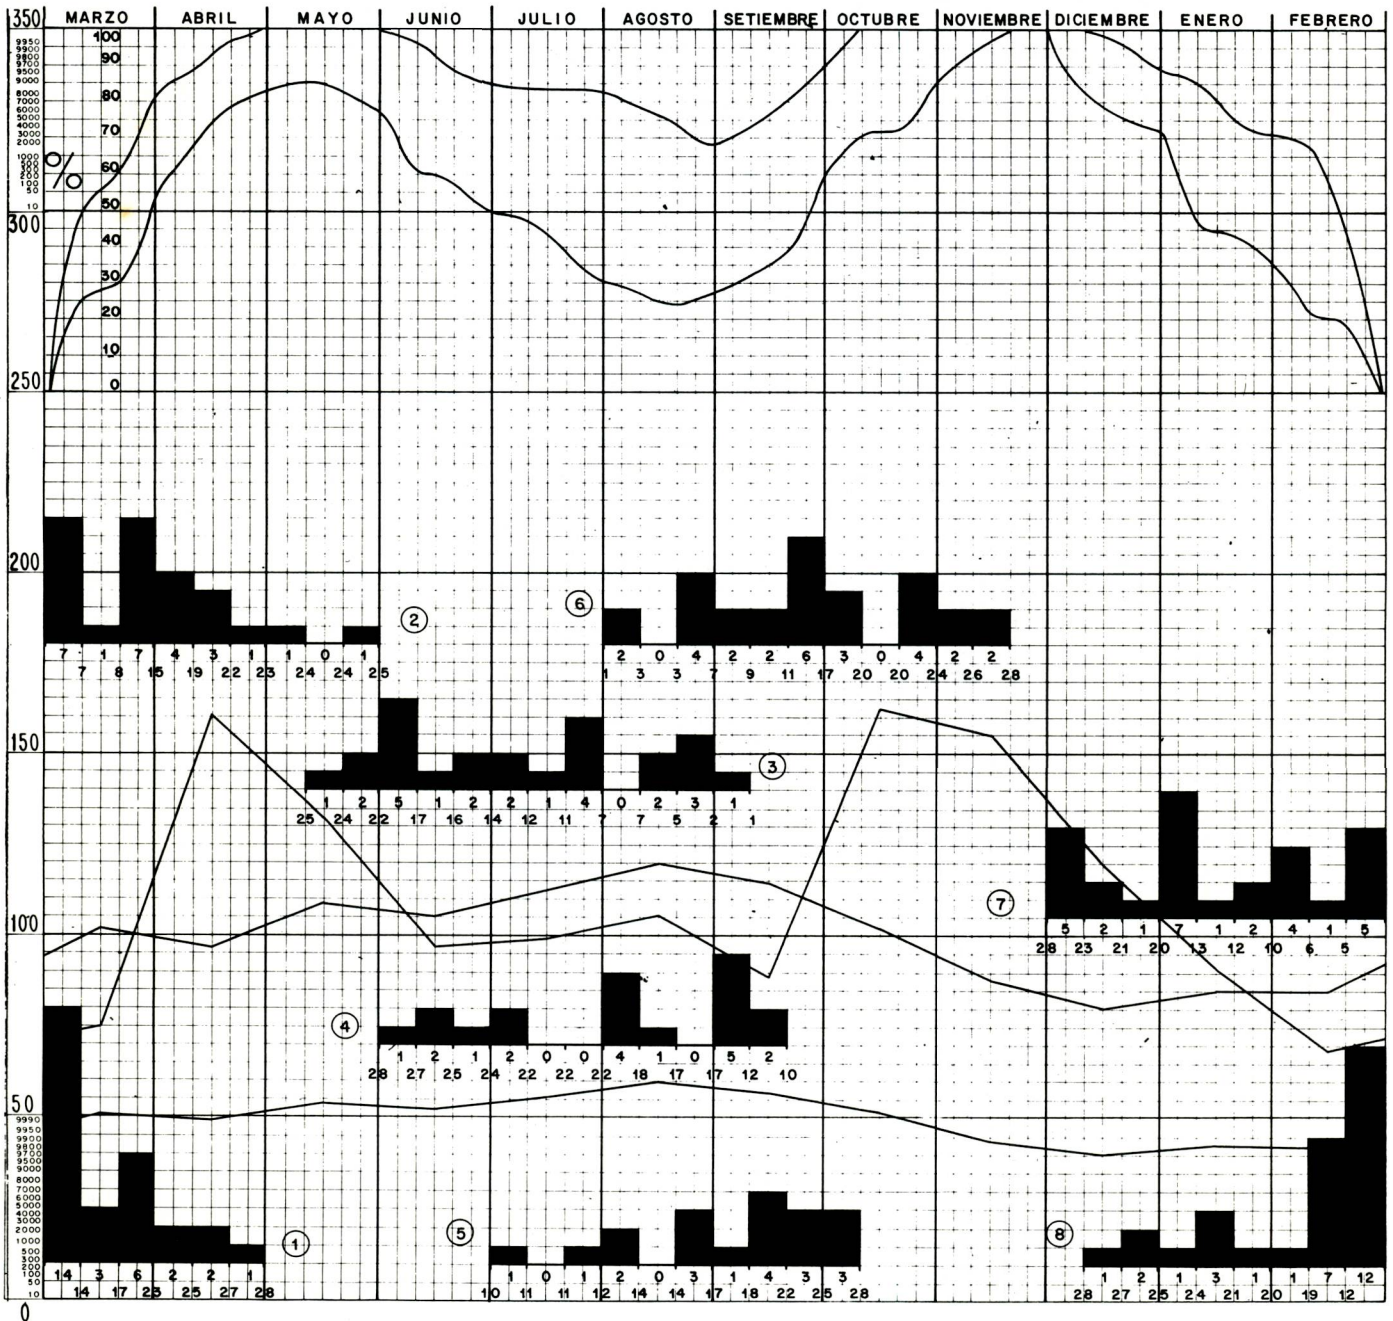 350 MARZO ABRIL MAYO JUNIO JULIO AGOSTO SETIEMBRE OCTUBRE NOVIEMBRE DICIEMBRE ENERO FEBRERO
100
90
80
70
%
60
50
300
40
30
20
10
250 0
200
7 1 7 4 3 1 1 0 1
7 8 15 19 22 23 24 24 25
2
6
2 0 4 2 2 6 3 0 4 2 2
1 3 3 7 9 11 17 20 20 24 26 28
150
1 2 5 1 2 2 1 4 0 2 3 1
25 24 22 17 16 14 12 11 7 7 5 2 1
3
7
5 2 1 7 1 2 4 1 5
28 23 21 20 13 12 10 6 5
100
4
1 2 1 2 0 0 4 1 0 5 2
28 27 25 24 22 22 22 18 17 17 12 10
50
14 3 6 2 2 1
14 17 23 25 27 28
1
5
1 0 1 2 0 3 1 4 3 3
10 11 11 12 14 14 17 18 22 25 28
8
1 2 1 3 1 1 7 12
28 27 25 24 21 20 19 12
0